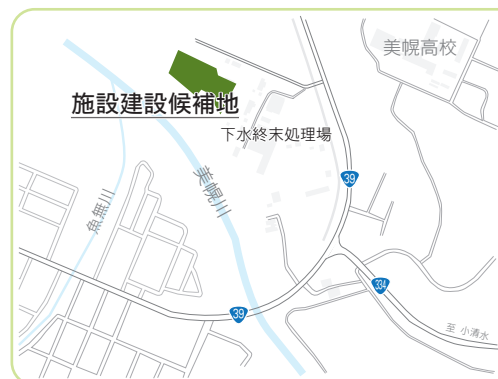 美幌高校
施設建設候補地
下水終末処理場
39
美幌川
魚無川
334
39
至 小清水